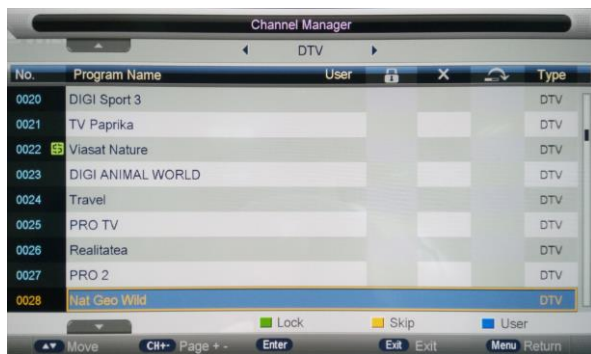 Channel Manager
DTV
No. Program Name User Type
0020 DIGI Sport 3 DTV
0021 TV Paprika DTV
0022 $ Viasat Nature DTV
0023 DIGI ANIMAL WORLD DTV
0024 Travel DTV
0025 PRO TV DTV
0026 Realitatea DTV
0027 PRO 2 DTV
0028 Nat Geo Wild DTV
Lock Skip User
Move CH+- Page + - Enter Exit Exit Menu Return